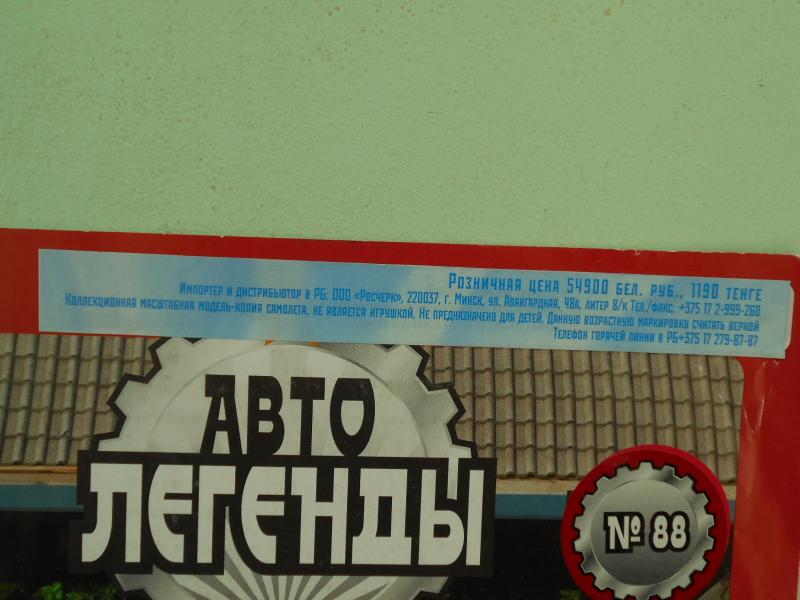 Розничная цена 54900 бел. руб., 1190 тенге
Импортер и дистрибьютор в РБ: ООО «Росчерк», 220037, г. Минск, ул. Авангардная, 48а, литер 8/к Тел./факс. +375 17 2-999-260
Коллекционная масштабная модель-копия самолета, не является игрушкой. Не предназначено для детей. Данную возрастную маркировку считать верной
Телефон горячей линии в РБ+375 17 279-87-87
АВТО
ЛЕГЕНДЫ
№ 88